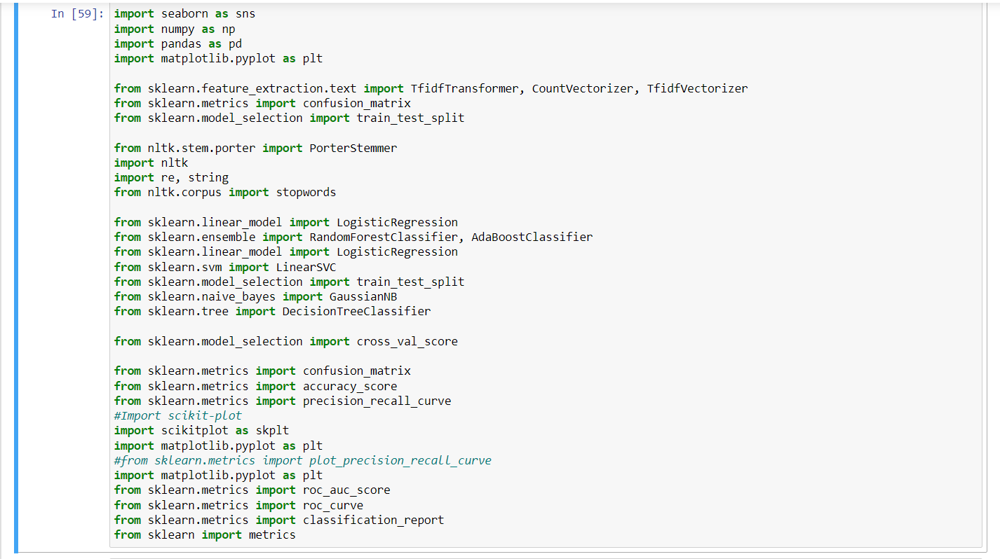 In [59]: import seaborn as sns
import numpy as np
import pandas as pd
import matplotlib.pyplot as plt
from sklearn.feature_extraction.text import TfidfTransformer, CountVectorizer, TfidfVectorizer
from sklearn.metrics import confusion_matrix
from sklearn.model_selection import train_test_split
from nltk.stem.porter import PorterStemmer
import nltk
import re, string
from nltk.corpus import stopwords
from sklearn.linear_model import LogisticRegression
from sklearn.ensemble import RandomForestClassifier, AdaBoostClassifier
from sklearn.linear_model import LogisticRegression
from sklearn.svm import LinearSVC
from sklearn.model_selection import train_test_split
from sklearn.naive_bayes import GaussianNB
from sklearn.tree import DecisionTreeClassifier
from sklearn.model_selection import cross_val_score
from sklearn.metrics import confusion_matrix
from sklearn.metrics import accuracy_score
from sklearn.metrics import precision_recall_curve
#Import scikit-plot
import scikitplot as skplt
import matplotlib.pyplot as plt
#from sklearn.metrics import plot_precision_recall_curve
import matplotlib.pyplot as plt
from sklearn.metrics import roc_auc_score
from sklearn.metrics import roc_curve
from sklearn.metrics import classification_report
from sklearn import metrics